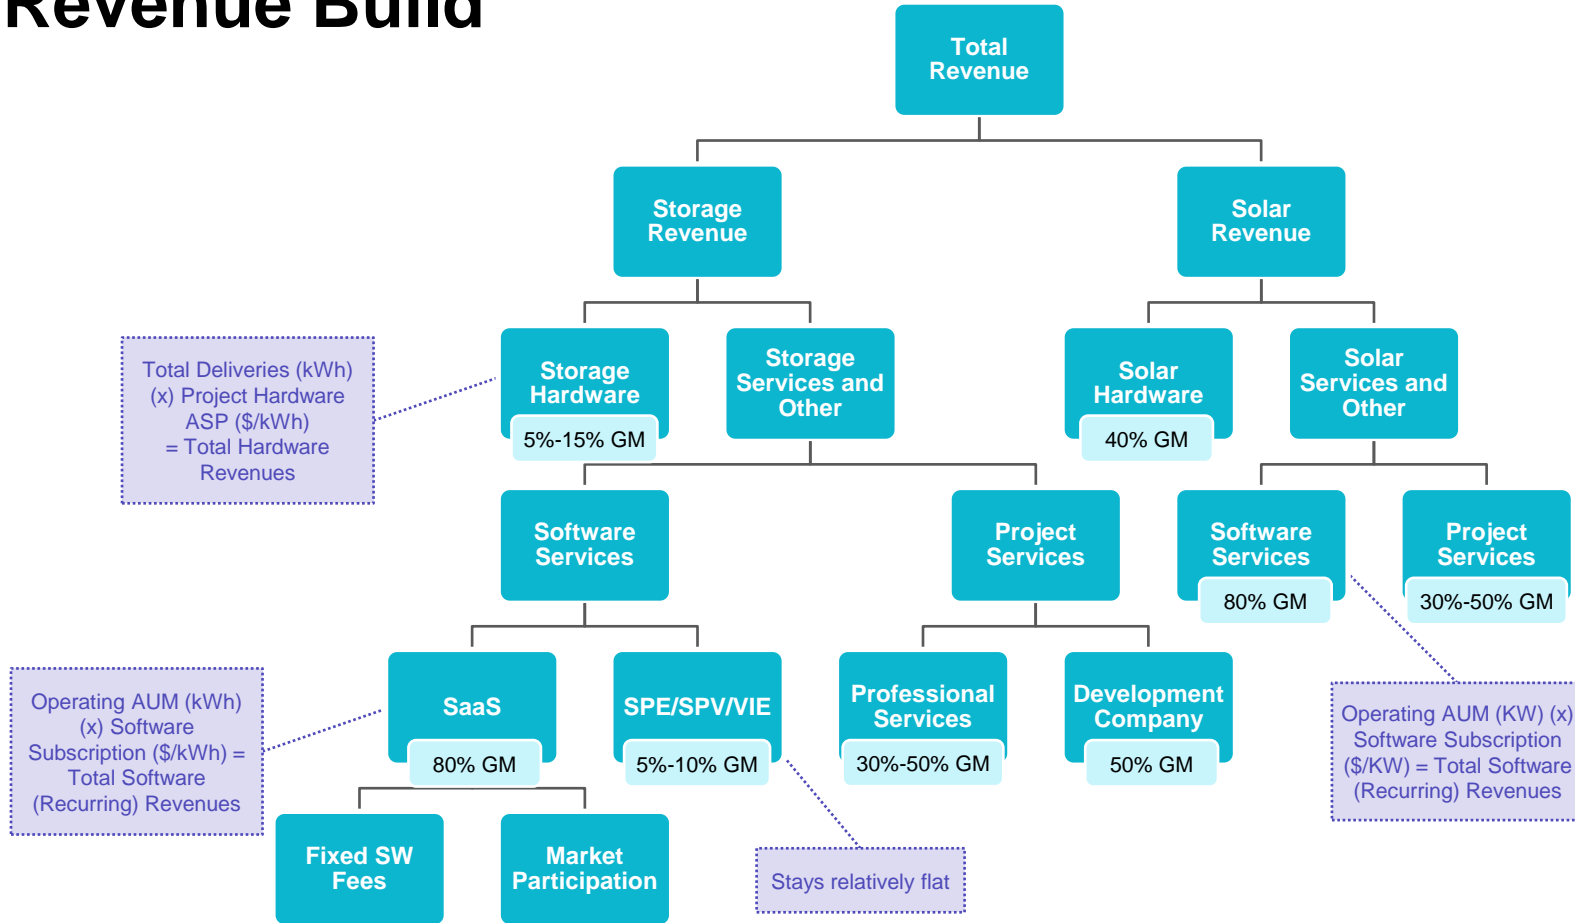 Revenue Build
Total
Revenue
Storage
Revenue
Solar
Revenue
Total Deliveries (kWh)
(x) Project Hardware
ASP ($/kWh)
= Total Hardware
Revenues
Storage
Hardware
5%-15% GM
Storage
Services and
Other
Solar
Hardware
40% GM
Solar
Services and
Other
Software
Services
Project
Services
Software
Services
80% GM
Project
Services
30%-50% GM
Operating AUM (kWh)
(x) Software
Subscription ($/kWh) =
Total Software
(Recurring) Revenues
SaaS
80% GM
SPE/SPV/VIE
5%-10% GM
Professional
Services
30%-50% GM
Development
Company
50% GM
Operating AUM (KW) (x)
Software Subscription
($/KW) = Total Software
(Recurring) Revenues
Fixed SW
Fees
Market
Participation
Stays relatively flat